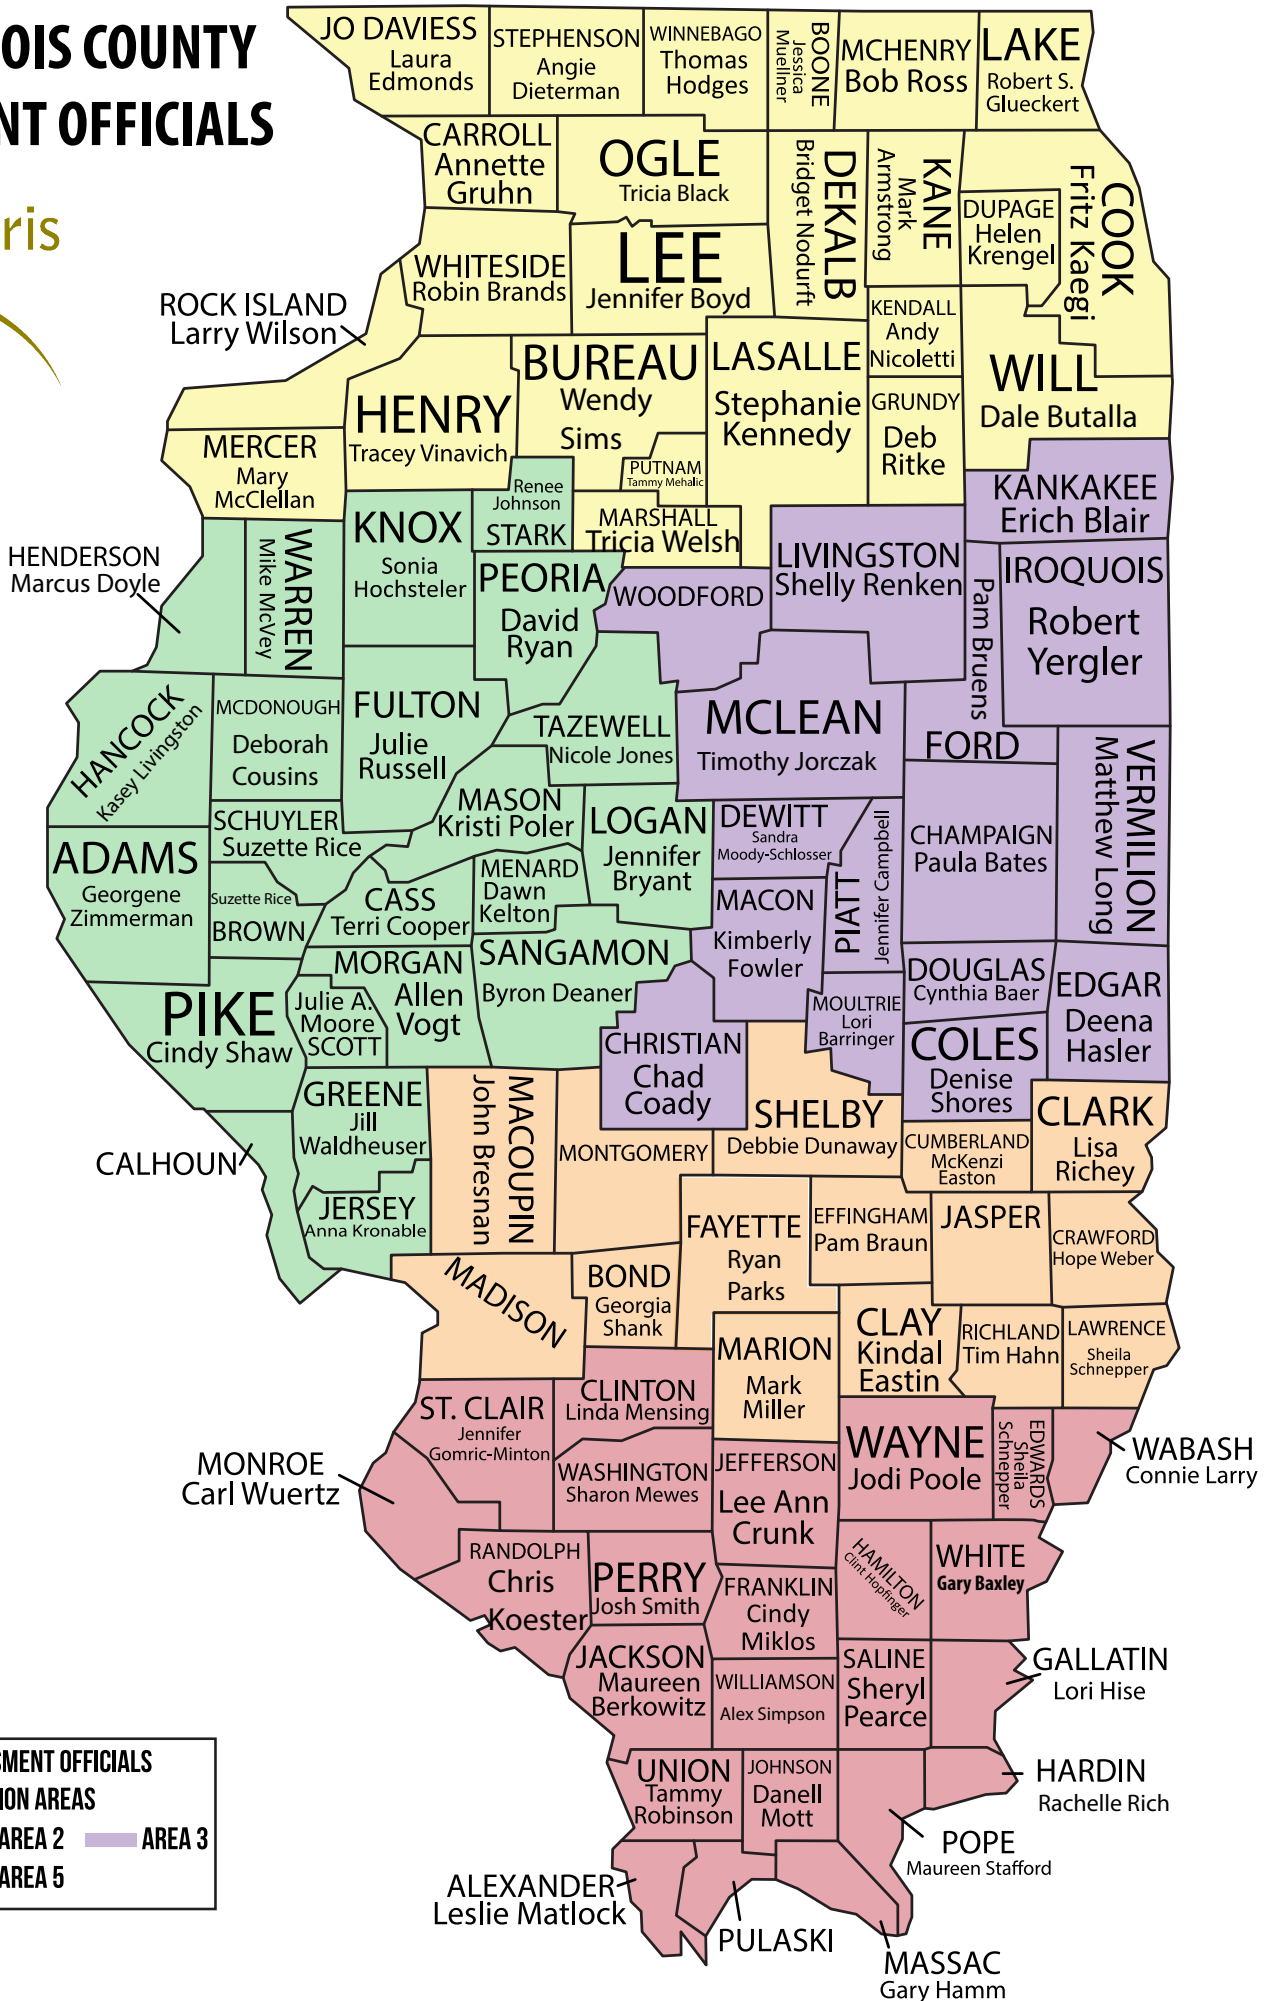 OIS COUNTY
NT OFFICIALS
ris
JO DAVIESS
Laura
Edmonds
STEPHENSON
Angie
Dieterman
WINNEBAGO
Thomas
Hodges
BOONE
Jessica
Muellner
MCHENRY
Bob Ross
LAKE
Robert S.
Glueckert
CARROLL
Annette
Gruhn
OGLE
Tricia Black
DEKALB
Bridget Nodurft
KANE
Mark
Armstrong
COOK
Fritz Kaegi
DUPAGE
Helen
Krengel
WHITESIDE
Robin Brands
LEE
Jennifer Boyd
ROCK ISLAND
Larry Wilson
KENDALL
Andy
Nicoletti
BUREAU
Wendy
Sims
LASALLE
Stephanie
Kennedy
WILL
Dale Butalla
HENRY
Tracey Vinavich
GRUNDY
Deb
Ritke
MERCER
Mary
McClellan
PUTNAM
Tammy Mehalic
KANKAKEE
Erich Blair
Renee
Johnson
STARK
KNOX
Sonia
Hochsteler
MARSHALL
Tricia Welsh
HENDERSON
Marcus Doyle
WARREN
Mike McVey
PEORIA
David
Ryan
WOODFORD
LIVINGSTON
Shelly Renken
Pam Bruens
FORD
IROQUOIS
Robert
Yergler
HANCOCK
Kasey Livingston
MCDONOUGH
Deborah
Cousins
FULTON
Julie
Russell
TAZEWELL
Nicole Jones
MCLEAN
Timothy Jorczak
VERMILION
Matthew Long
SCHUYLER
Suzette Rice
MASON
Kristi Poler
LOGAN
Jennifer
Bryant
DEWITT
Sandra
Moody-Schlosser
PIATT
Jennifer Campbell
CHAMPAIGN
Paula Bates
ADAMS
Georgene
Zimmerman
Suzette Rice
BROWN
CASS
Terri Cooper
MENARD
Dawn
Kelton
MACON
Kimberly
Fowler
SANGAMON
Byron Deaner
MORGAN
Allen
Vogt
DOUGLAS
Cynthia Baer
EDGAR
Deena
Hasler
PIKE
Cindy Shaw
Julie A.
Moore
SCOTT
MOULTRIE
Lori
Barringer
CHRISTIAN
Chad
Coady
COLES
Denise
Shores
GREENE
Jill
Waldheuser
MACOUPIN
John Bresnan
MONTGOMERY
SHELBY
Debbie Dunaway
CUMBERLAND
McKenzi
Easton
CLARK
Lisa
Richey
CALHOUN
JERSEY
Anna Kronable
FAYETTE
Ryan
Parks
EFFINGHAM
Pam Braun
JASPER
CRAWFORD
Hope Weber
MADISON
BOND
Georgia
Shank
MARION
Mark
Miller
CLAY
Kindal
Eastin
RICHLAND
Tim Hahn
LAWRENCE
Sheila
Schnepper
ST. CLAIR
Jennifer
Gomric-Minton
CLINTON
Linda Mensing
WAYNE
Jodi Poole
EDWARDS
Sheila
Schnepper
WABASH
Connie Larry
MONROE
Carl Wuertz
WASHINGTON
Sharon Mewes
JEFFERSON
Lee Ann
Crunk
RANDOLPH
Chris
Koester
PERRY
Josh Smith
FRANKLIN
Cindy
Miklos
HAMILTON
Clint Hopfinger
WHITE
Gary Baxley
JACKSON
Maureen
Berkowitz
WILLIAMSON
Alex Simpson
SALINE
Sheryl
Pearce
GALLATIN
Lori Hise
UNION
Tammy
Robinson
JOHNSON
Danell
Mott
HARDIN
Rachelle Rich
POPE
Maureen Stafford
ALEXANDER
Leslie Matlock
PULASKI
MASSAC
Gary Hamm
SMENT OFFICIALS
ION AREAS
AREA 2
AREA 3
AREA 5